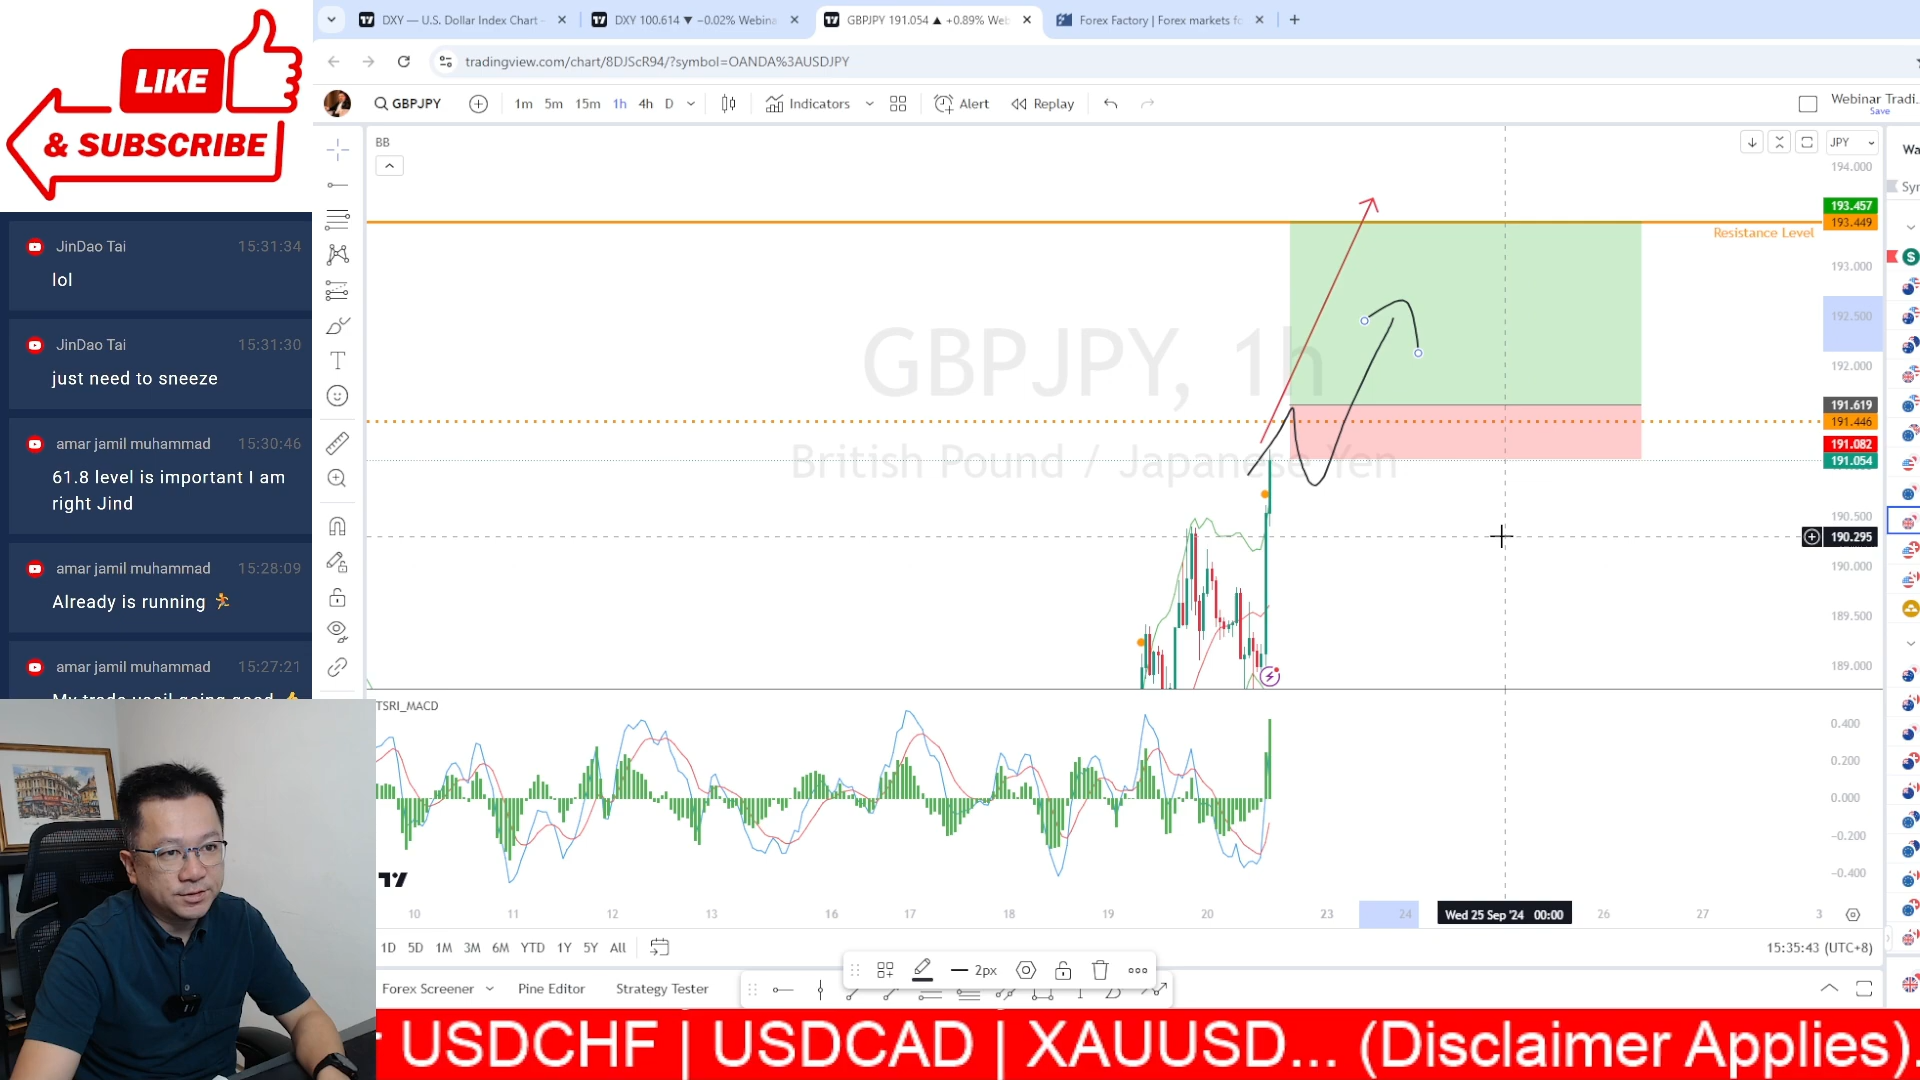 LIKE
& SUBSCRIBE
DXY — U.S. Dollar Index Chart
DXY 100.614 ▼ −0.02% Webina
GBPJPY 191.054 ▲ +0.89% We
Forex Factory | Forex markets fo
tradingview.com/chart/8DJScR94/?symbol=OANDA%3AUSDJPY
GBPJPY
1m 5m 15m 1h 4h D
Indicators
Alert
Replay
Webinar Tradi...
Save
JinDao Tai 15:31:34
lol
JinDao Tai 15:31:30
just need to sneeze
amar jamil muhammad 15:30:46
61.8 level is important I am
right Jind
amar jamil muhammad 15:28:09
Already is running 🏃
amar jamil muhammad 15:27:21
My trade usoil going good
BB
JPY
Wa
194.000
193.457
193.449
Resistance Level
193.000
192.500
192.000
191.619
191.446
191.082
191.054
190.500
190.295
190.000
189.500
189.000
GBPJPY, 1h
British Pound / Japanese Yen
TSRI_MACD
0.400
0.200
0.000
−0.200
−0.400
10 11 12 13 16 17 18 19 20 23 24 Wed 25 Sep '24 00:00 26 27 3
1D 5D 1M 3M 6M YTD 1Y 5Y All
15:35:43 (UTC+8)
2px
Forex Screener
Pine Editor
Strategy Tester
USDCHF | USDCAD | XAUUSD... (Disclaimer Applies).